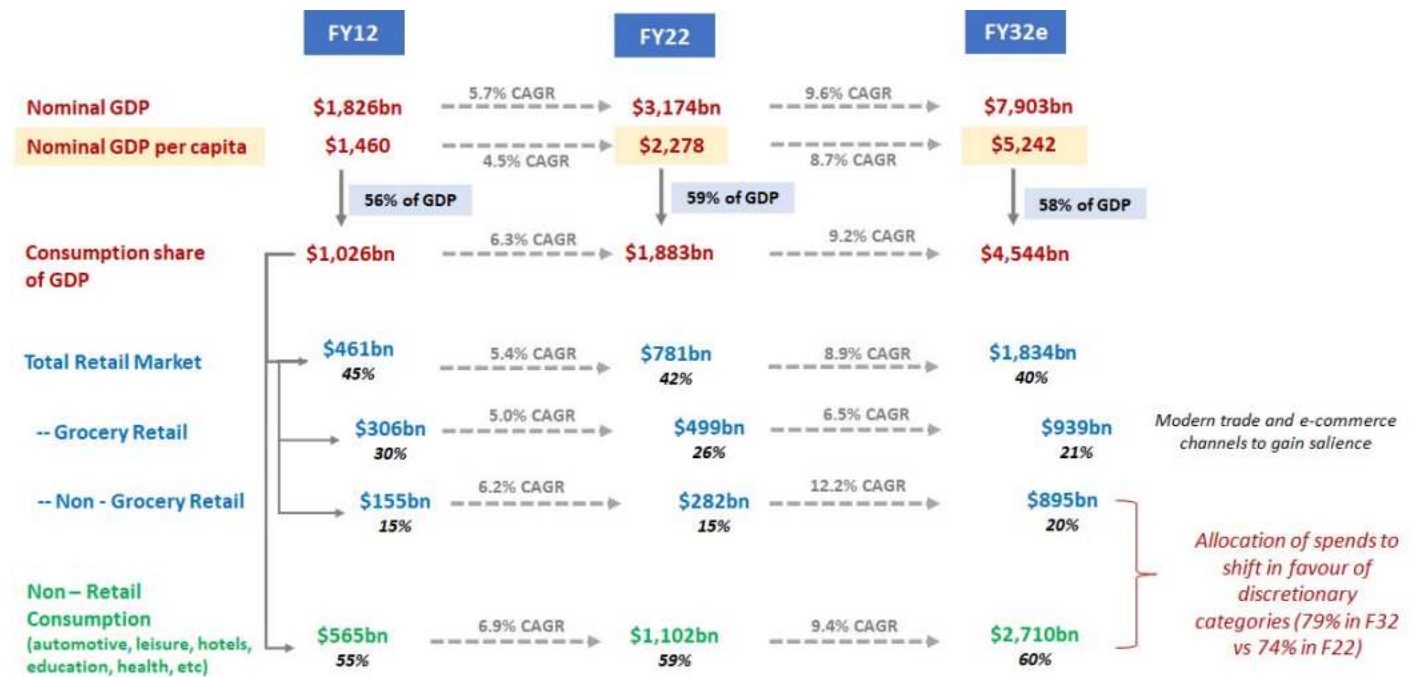 FY12
FY22
FY32e
Nominal GDP
$1,826bn
5.7% CAGR
$3,174bn
9.6% CAGR
$7,903bn
Nominal GDP per capita
$1,460
4.5% CAGR
$2,278
8.7% CAGR
$5,242
56% of GDP
59% of GDP
58% of GDP
Consumption share
of GDP
$1,026bn
6.3% CAGR
$1,883bn
9.2% CAGR
$4,544bn
Total Retail Market
$461bn
45%
5.4% CAGR
$781bn
42%
8.9% CAGR
$1,834bn
40%
-- Grocery Retail
$306bn
30%
5.0% CAGR
$499bn
26%
6.5% CAGR
$939bn
21%
Modern trade and e-commerce
channels to gain salience
-- Non - Grocery Retail
$155bn
15%
6.2% CAGR
$282bn
15%
12.2% CAGR
$895bn
20%
Allocation of spends to
shift in favour of
discretionary
categories (79% in F32
vs 74% in F22)
Non – Retail
Consumption
(automotive, leisure, hotels,
education, health, etc)
$565bn
55%
6.9% CAGR
$1,102bn
59%
9.4% CAGR
$2,710bn
60%